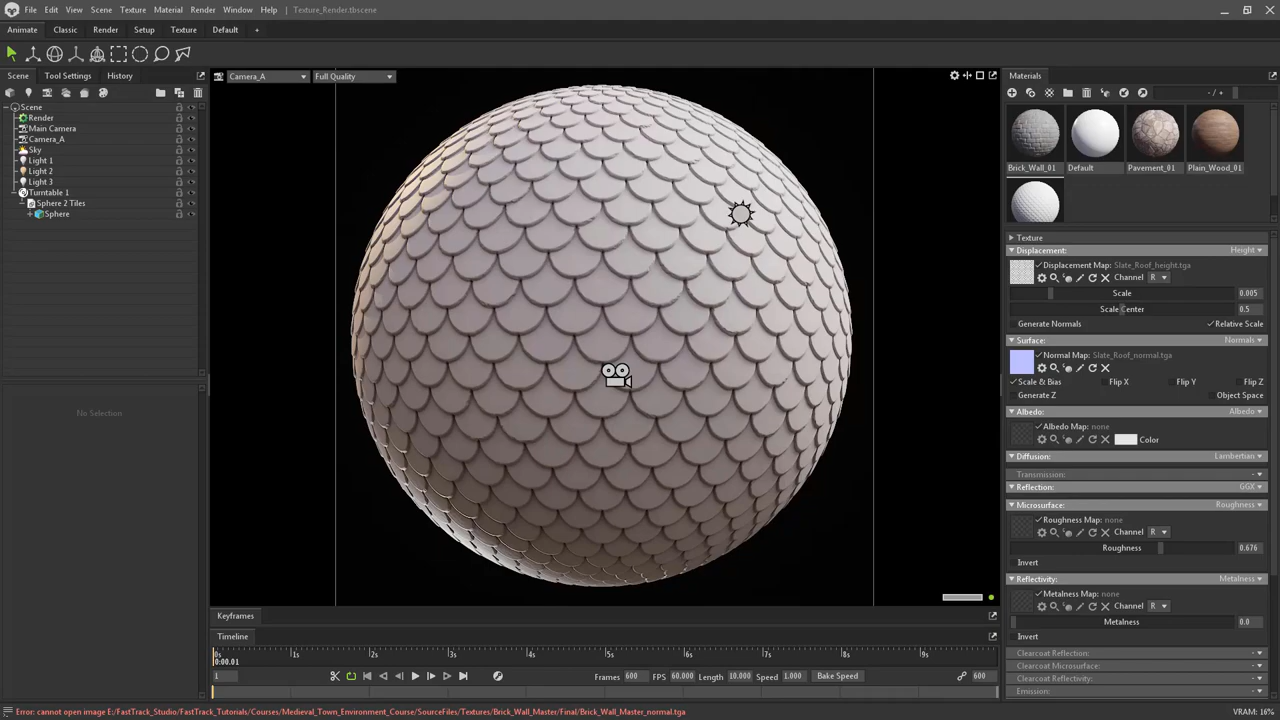 File Edit View Scene Texture Material Render Window Help Texture_Render.tbscene
Animate Classic Render Setup Texture Default +
Scene Tool Settings History
Camera_A Full Quality
Materials
- / +
Scene
Render
Main Camera
Camera_A
Sky
Light 1
Light 2
Light 3
Turntable 1
Sphere 2 Tiles
Sphere
No Selection
Brick_Wall_01 Default Pavement_01 Plain_Wood_01
Texture
Displacement: Height
Displacement Map: Slate_Roof_height.tga
Channel R
Scale 0.005
Scale Center 0.5
Generate Normals Relative Scale
Surface: Normals
Normal Map: Slate_Roof_normal.tga
Scale & Bias Flip X Flip Y Flip Z
Generate Z Object Space
Albedo: Albedo
Albedo Map: none
Color
Diffusion: Lambertian
Transmission: -
Reflection: GGX
Microsurface: Roughness
Roughness Map: none
Channel R
Roughness 0.676
Invert
Reflectivity: Metalness
Metalness Map: none
Channel R
Metalness 0.0
Invert
Clearcoat Reflection: -
Clearcoat Microsurface: -
Clearcoat Reflectivity: -
Emission: -
Keyframes
Timeline
0s 1s 2s 3s 4s 5s 6s 7s 8s 9s
0:00.01
1 Frames 600 FPS 60.000 Length 10.000 Speed 1.000 Bake Speed 600
Error: cannot open image E:/FastTrack_Studio/FastTrack_Tutorials/Courses/Medieval_Town_Environment_Course/SourceFiles/Textures/Brick_Wall_Master/Final/Brick_Wall_Master_normal.tga
VRAM: 16%